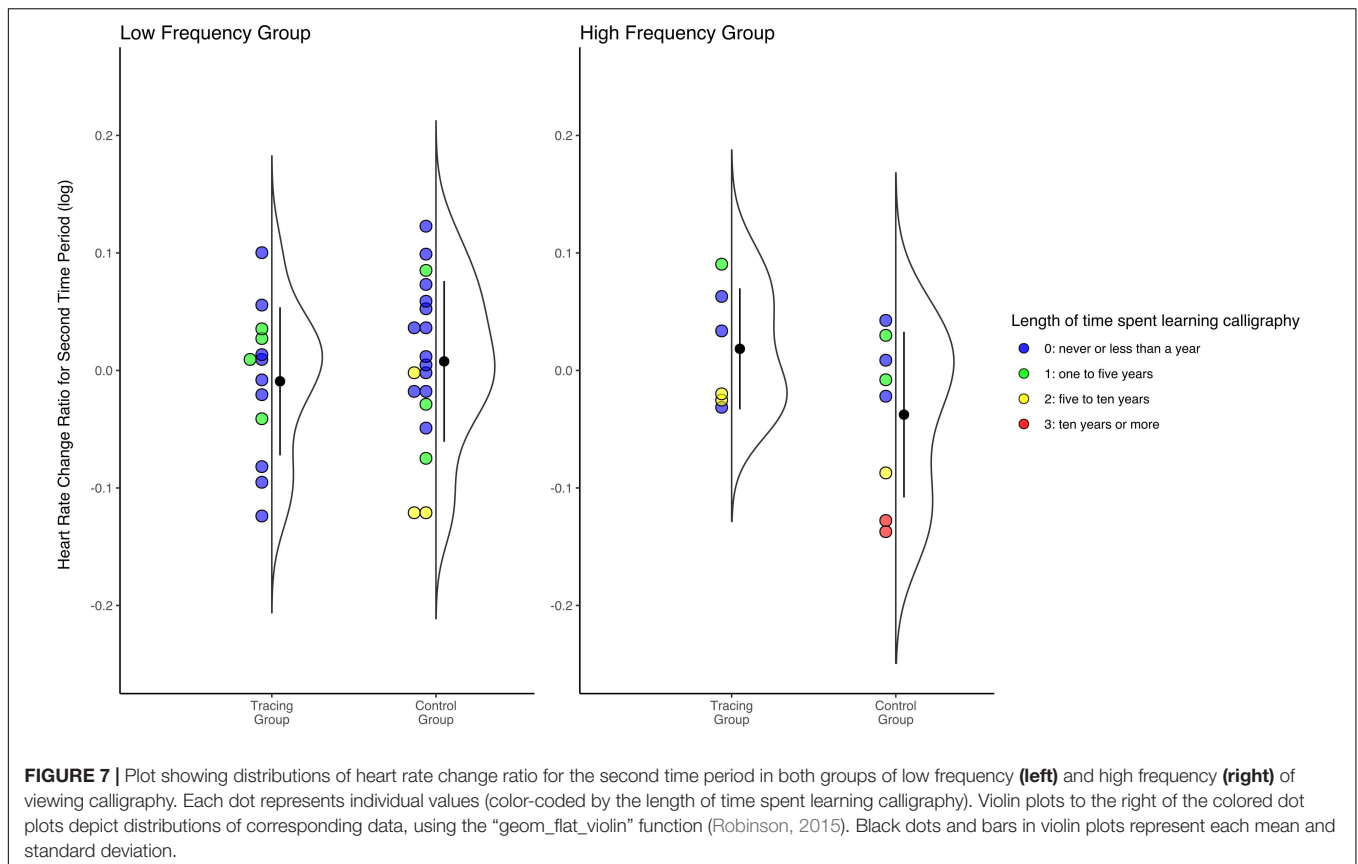 Low Frequency Group
High Frequency Group
Heart Rate Change Ratio for Second Time Period (log)
0.2
0.1
0.0
-0.1
-0.2
0.2
0.1
0.0
-0.1
-0.2
Tracing
Group
Control
Group
Tracing
Group
Control
Group
Length of time spent learning calligraphy
0: never or less than a year
1: one to five years
2: five to ten years
3: ten years or more
FIGURE 7 | Plot showing distributions of heart rate change ratio for the second time period in both groups of low frequency (left) and high frequency (right) of
viewing calligraphy. Each dot represents individual values (color-coded by the length of time spent learning calligraphy). Violin plots to the right of the colored dot
plots depict distributions of corresponding data, using the “geom_flat_violin” function (Robinson, 2015). Black dots and bars in violin plots represent each mean and
standard deviation.